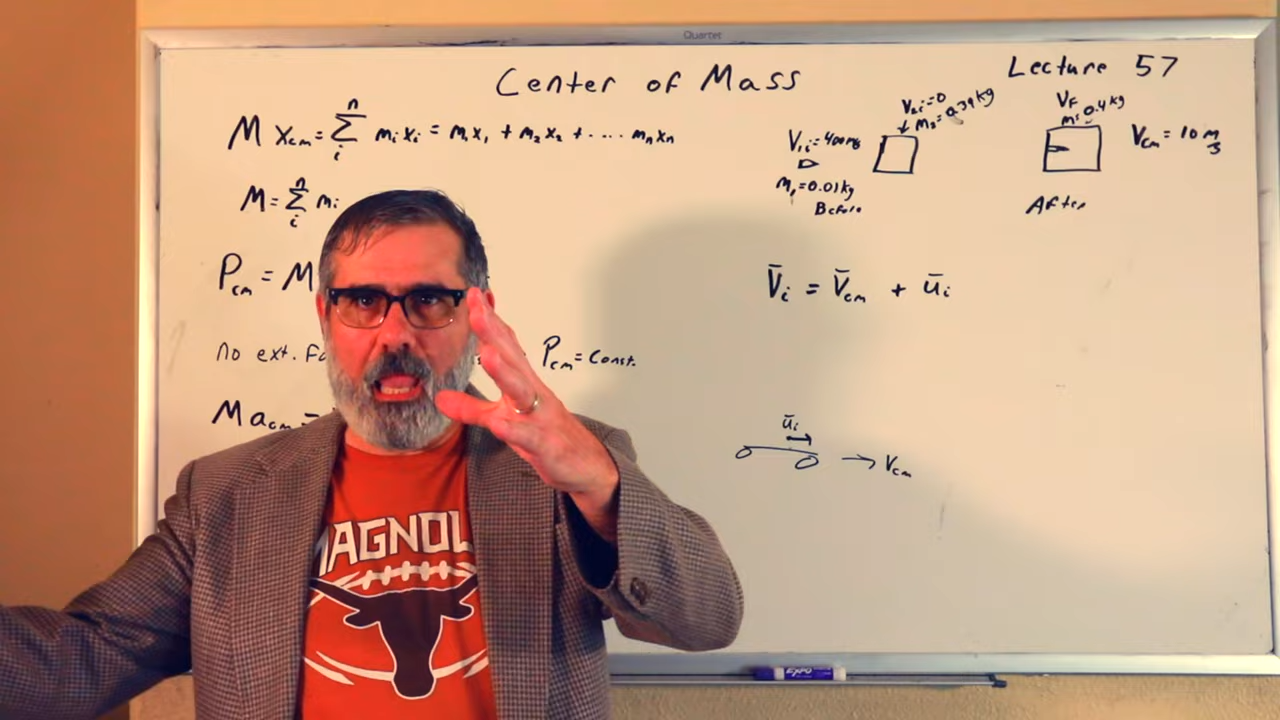 Quartet
Center of Mass
Lecture 57
M x_cm = Σ_i^n m_i x_i = m_1 x_1 + m_2 x_2 + .... m_n x_n
M = Σ_i^n m_i
P_cm = M
no ext. Fo
P_cm = Const.
M a_cm =
V_2i = 0
m_2 = 0.39 kg
V_1i = 400 m/s
m_1 = 0.01 kg
Before
V_F
m = 0.4 kg
V_cm = 10 m/s
After
V̄_i = V̄_cm + ū_i
ū_i
→ V_cm
MAGNOL
EXPO